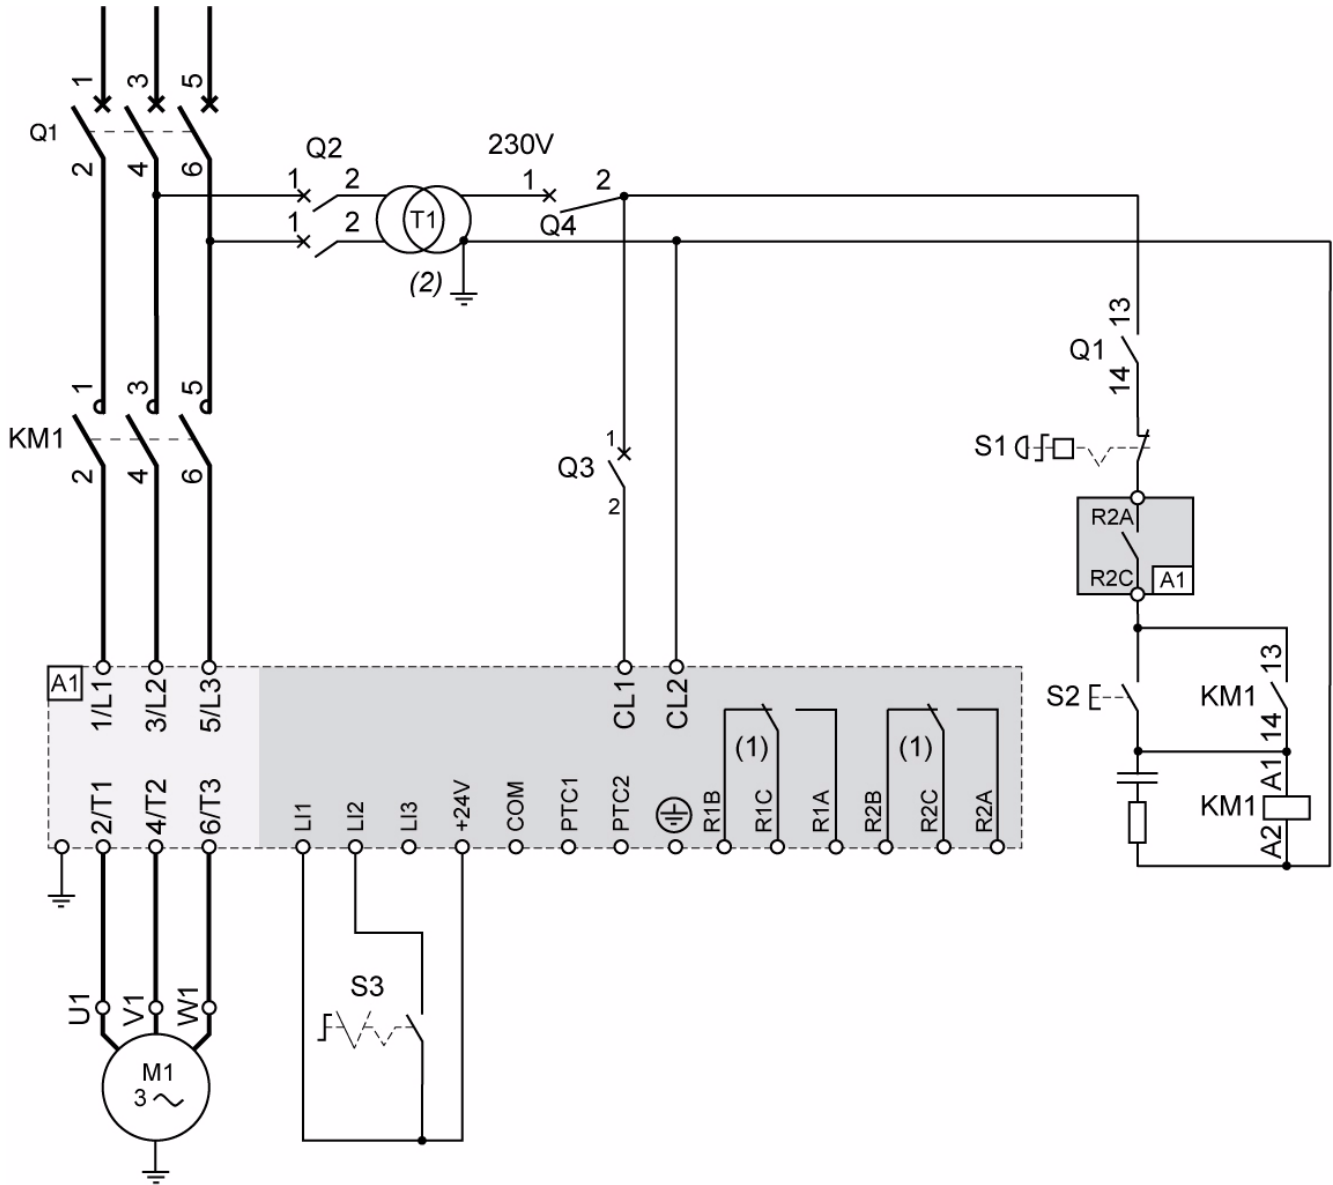 1 3 5
Q1
2 4 6
Q2
230V
1 2
1 2
T1
1 2
Q4
(2)
13
Q1
14
1 3 5
KM1
2 4 6
1
Q3
2
S1
R2A
R2C
A1
A1
1/L1 3/L2 5/L3
CL1 CL2
S2
KM1
13
14
(1) (1)
2/T1 4/T2 6/T3
LI1 LI2 LI3 +24V COM PTC1 PTC2 R1B R1C R1A R2B R2C R2A
A1
KM1
A2
S3
U1 V1 W1
M1
3